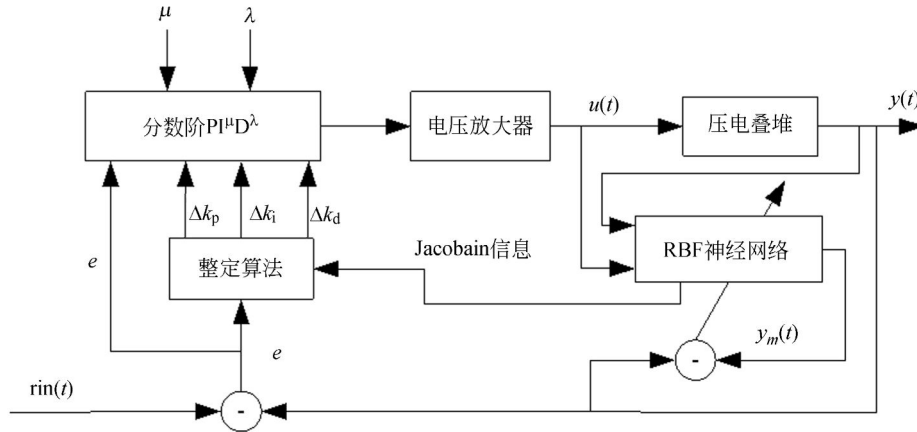 μ
λ
分数阶PI^μD^λ
电压放大器
u(t)
压电叠堆
y(t)
Δk_p
Δk_i
Δk_d
e
整定算法
Jacobain信息
RBF神经网络
y_m(t)
e
rin(t)
-
-